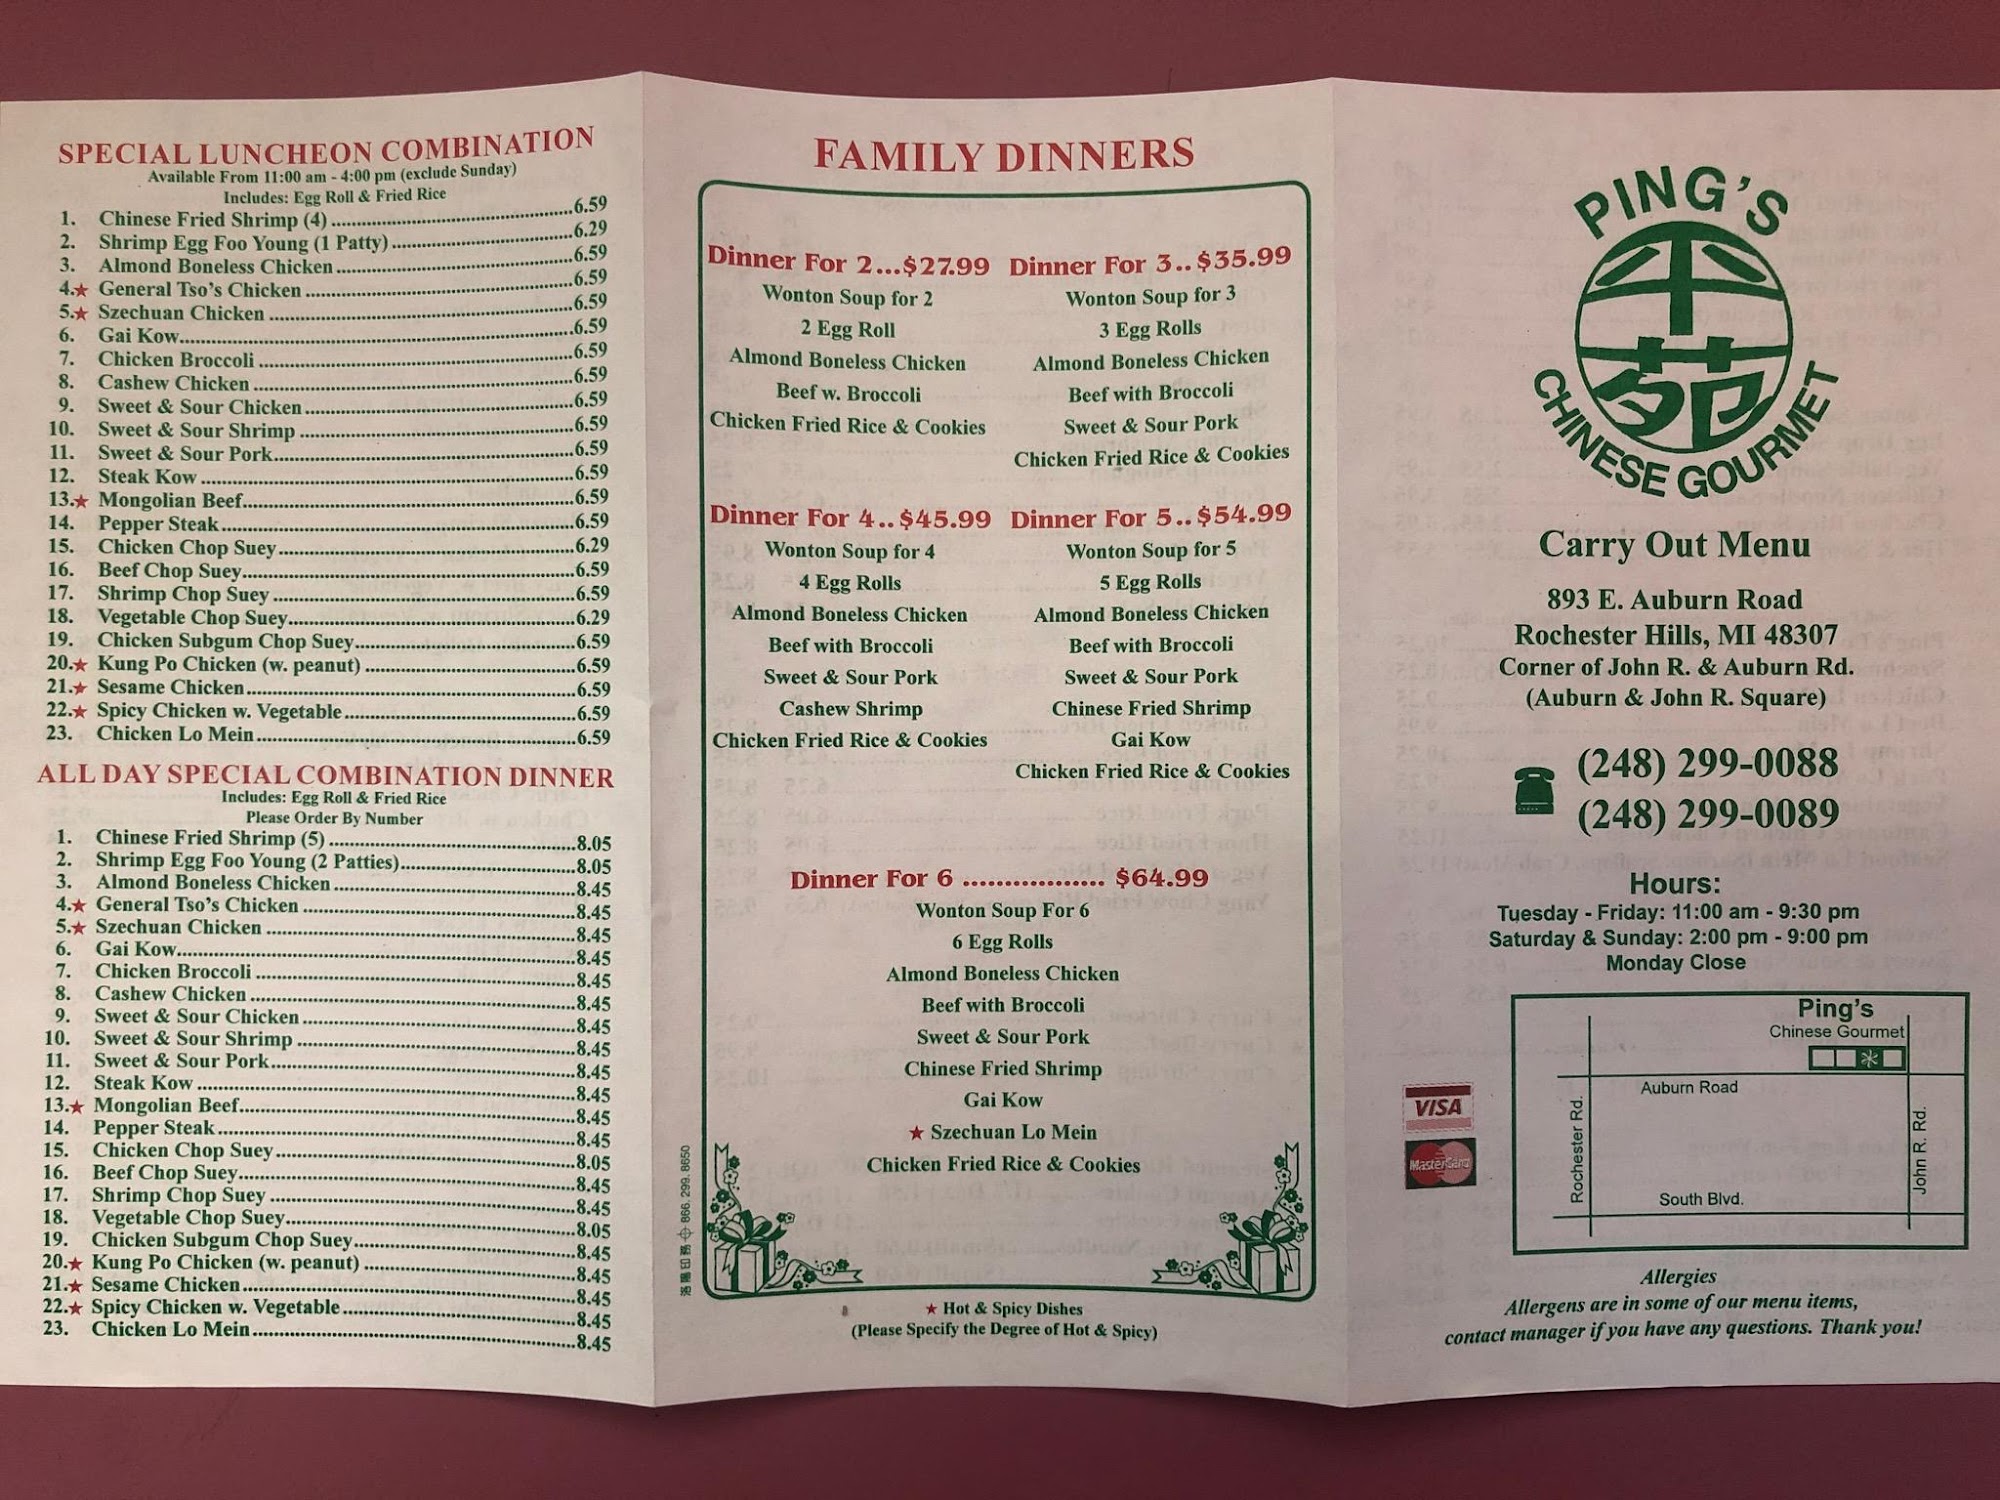 SPECIAL LUNCHEON COMBINATION
Available From 11:00 am - 4:00 pm (exclude Sunday)
Includes: Egg Roll & Fried Rice
1. Chinese Fried Shrimp (4) 6.59
2. Shrimp Egg Foo Young (1 Patty) 6.29
3. Almond Boneless Chicken 6.59
4.★ General Tso's Chicken 6.59
5.★ Szechuan Chicken 6.59
6. Gai Kow 6.59
7. Chicken Broccoli 6.59
8. Cashew Chicken 6.59
9. Sweet & Sour Chicken 6.59
10. Sweet & Sour Shrimp 6.59
11. Sweet & Sour Pork 6.59
12. Steak Kow 6.59
13.★ Mongolian Beef 6.59
14. Pepper Steak 6.59
15. Chicken Chop Suey 6.29
16. Beef Chop Suey 6.59
17. Shrimp Chop Suey 6.59
18. Vegetable Chop Suey 6.29
19. Chicken Subgum Chop Suey 6.59
20.★ Kung Po Chicken (w. peanut) 6.59
21.★ Sesame Chicken 6.59
22.★ Spicy Chicken w. Vegetable 6.59
23. Chicken Lo Mein 6.59
ALL DAY SPECIAL COMBINATION DINNER
Includes: Egg Roll & Fried Rice
Please Order By Number
1. Chinese Fried Shrimp (5) 8.05
2. Shrimp Egg Foo Young (2 Patties) 8.05
3. Almond Boneless Chicken 8.45
4.★ General Tso's Chicken 8.45
5.★ Szechuan Chicken 8.45
6. Gai Kow 8.45
7. Chicken Broccoli 8.45
8. Cashew Chicken 8.45
9. Sweet & Sour Chicken 8.45
10. Sweet & Sour Shrimp 8.45
11. Sweet & Sour Pork 8.45
12. Steak Kow 8.45
13.★ Mongolian Beef 8.45
14. Pepper Steak 8.45
15. Chicken Chop Suey 8.05
16. Beef Chop Suey 8.45
17. Shrimp Chop Suey 8.45
18. Vegetable Chop Suey 8.05
19. Chicken Subgum Chop Suey 8.45
20.★ Kung Po Chicken (w. peanut) 8.45
21.★ Sesame Chicken 8.45
22.★ Spicy Chicken w. Vegetable 8.45
23. Chicken Lo Mein 8.45
FAMILY DINNERS
Dinner For 2...$27.99
Wonton Soup for 2
2 Egg Roll
Almond Boneless Chicken
Beef w. Broccoli
Chicken Fried Rice & Cookies
Dinner For 3..$35.99
Wonton Soup for 3
3 Egg Rolls
Almond Boneless Chicken
Beef with Broccoli
Sweet & Sour Pork
Chicken Fried Rice & Cookies
Dinner For 4..$45.99
Wonton Soup for 4
4 Egg Rolls
Almond Boneless Chicken
Beef with Broccoli
Sweet & Sour Pork
Cashew Shrimp
Chicken Fried Rice & Cookies
Dinner For 5..$54.99
Wonton Soup for 5
5 Egg Rolls
Almond Boneless Chicken
Beef with Broccoli
Sweet & Sour Pork
Chinese Fried Shrimp
Gai Kow
Chicken Fried Rice & Cookies
Dinner For 6 .................. $64.99
Wonton Soup For 6
6 Egg Rolls
Almond Boneless Chicken
Beef with Broccoli
Sweet & Sour Pork
Chinese Fried Shrimp
Gai Kow
★ Szechuan Lo Mein
Chicken Fried Rice & Cookies
★ Hot & Spicy Dishes
(Please Specify the Degree of Hot & Spicy)
洛陽印務 866.299.8650
PING'S
CHINESE GOURMET
Carry Out Menu
893 E. Auburn Road
Rochester Hills, MI 48307
Corner of John R. & Auburn Rd.
(Auburn & John R. Square)
(248) 299-0088
(248) 299-0089
Hours:
Tuesday - Friday: 11:00 am - 9:30 pm
Saturday & Sunday: 2:00 pm - 9:00 pm
Monday Close
Ping's
Chinese Gourmet
Auburn Road
Rochester Rd.
John R. Rd.
South Blvd.
VISA
MasterCard
Allergies
Allergens are in some of our menu items,
contact manager if you have any questions. Thank you!